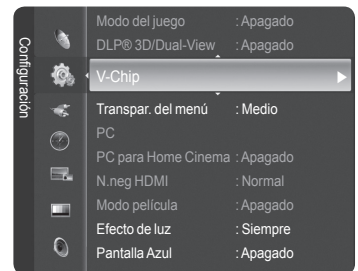 Configuración
Modo del juego : Apagado
DLP® 3D/Dual-View : Apagado
V-Chip
Transpar. del menú : Medio
PC
PC para Home Cinema : Apagado
N.neg HDMI : Normal
Modo película : Apagado
Efecto de luz : Siempre
Pantalla Azul : Apagado